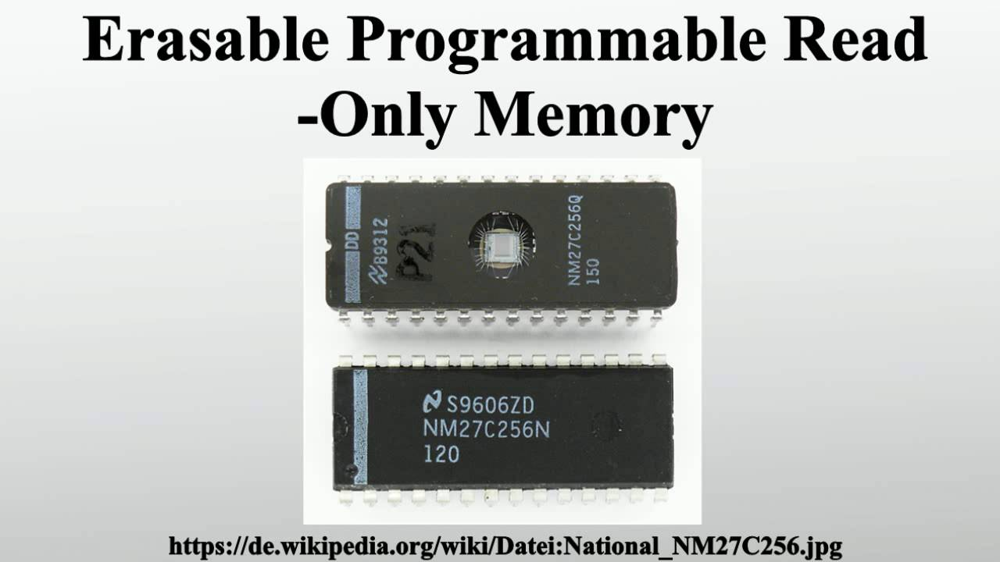 Erasable Programmable Read
-Only Memory
DD
B9312
P21
NM27C256Q
150
S9606ZD
NM27C256N
120
https://de.wikipedia.org/wiki/Datei:National_NM27C256.jpg